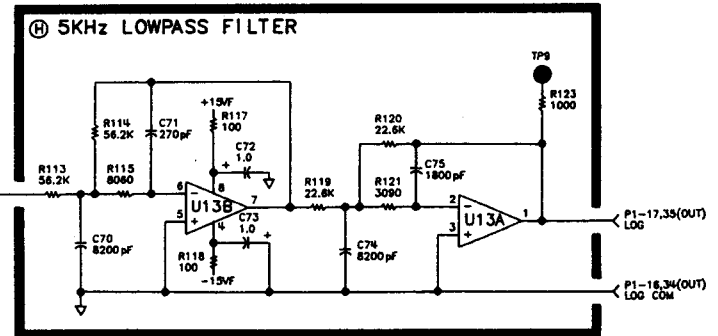 Ⓗ 5KHz LOWPASS FILTER
TP9
R123
1000
+15VF
R117
100
R114
56.2K
C71
270pF
C72
1.0
+
R120
22.6K
C75
1800pF
R113
56.2K
R115
8060
R119
22.6K
R121
3090
6
−
8
7
5
+
4
U13B
2
−
1
3
+
U13A
P1-17,35(OUT)
LOG
C73
1.0
+
C70
8200pF
R118
100
-15VF
C74
8200pF
P1-16,34(OUT)
LOG COM